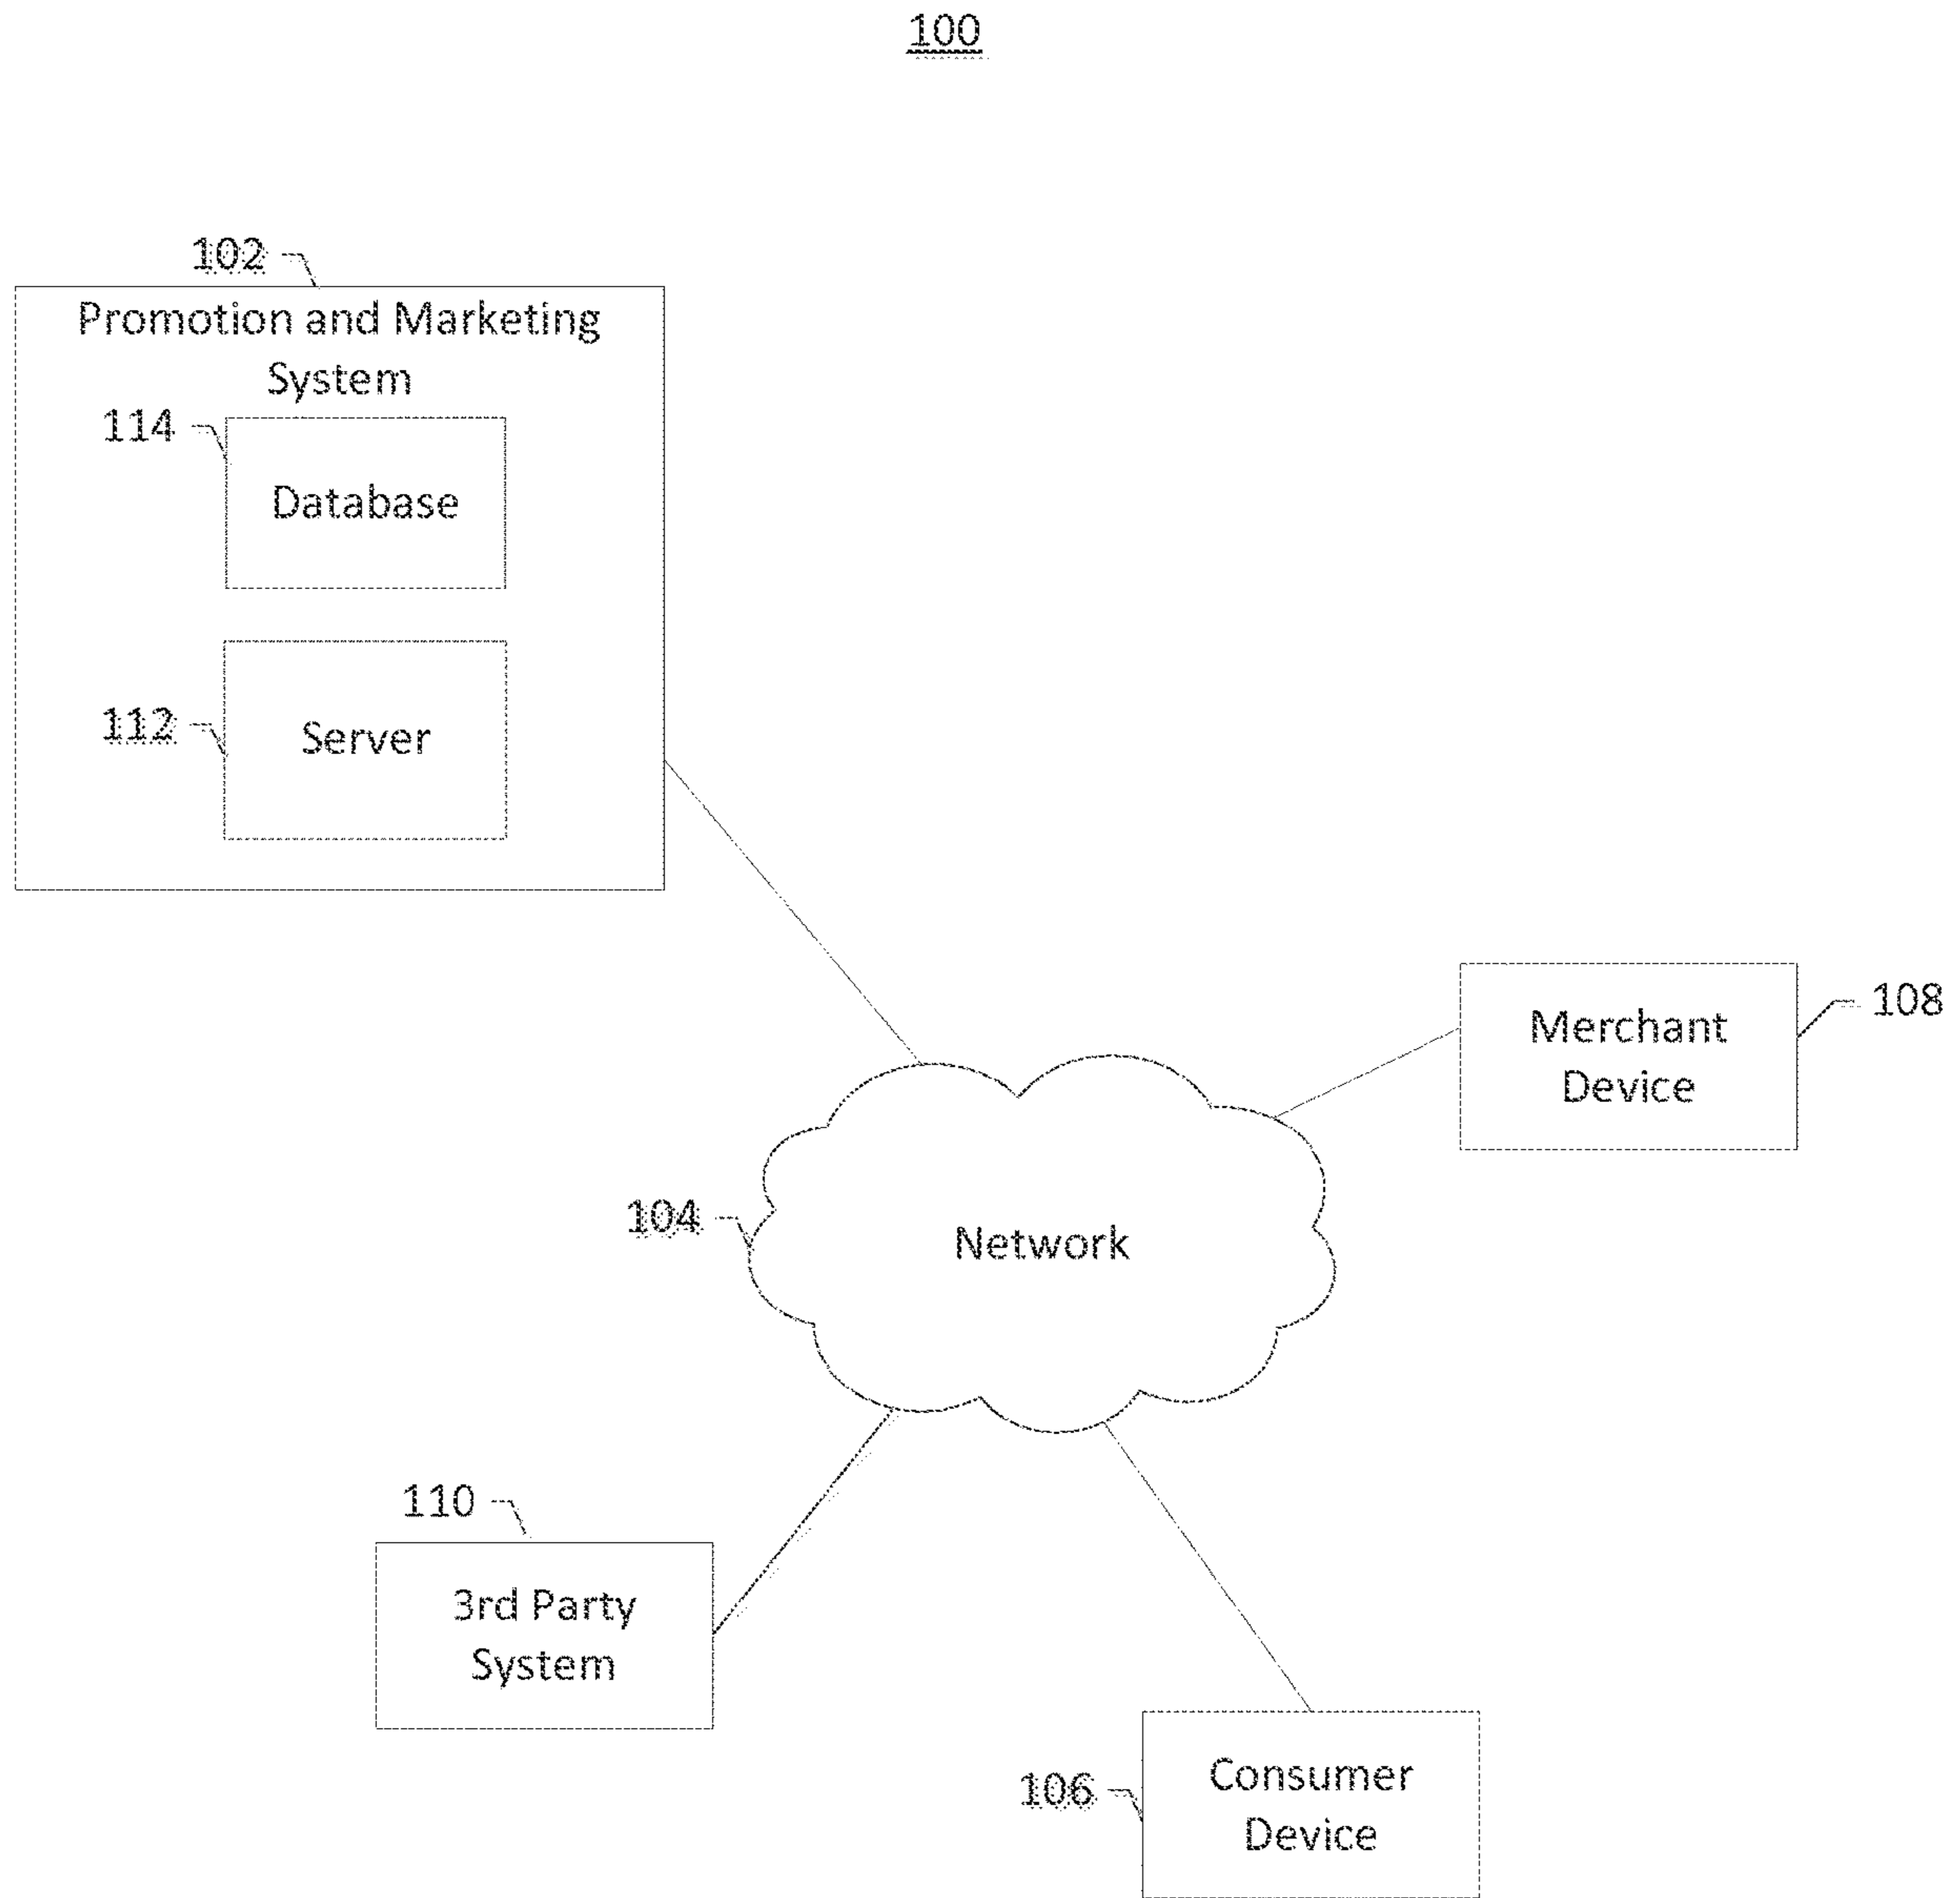 100
102
Promotion and Marketing
System
114
Database
112
Server
108
Merchant
Device
104
Network
110
3rd Party
System
106
Consumer
Device